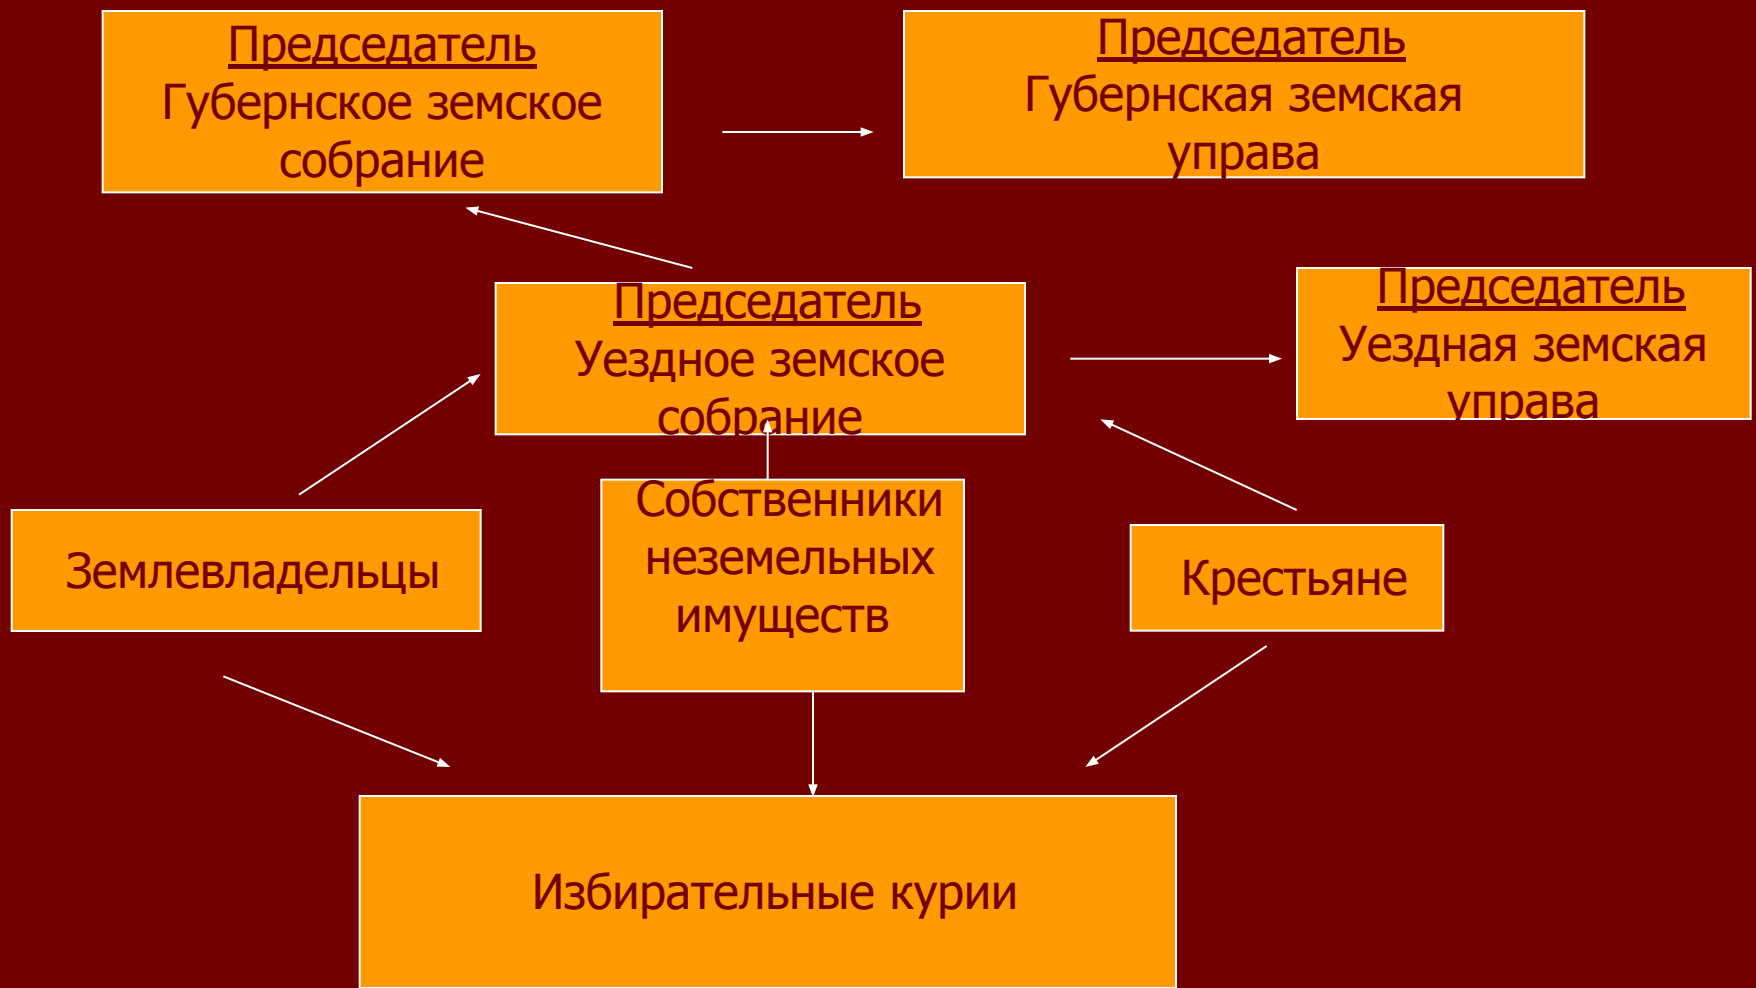 Председатель
Губернское земское
собрание
Председатель
Губернская земская
управа
Председатель
Уездное земское
собрание
Председатель
Уездная земская
управа
Землевладельцы
Собственники
неземельных
имуществ
Крестьяне
Избирательные курии